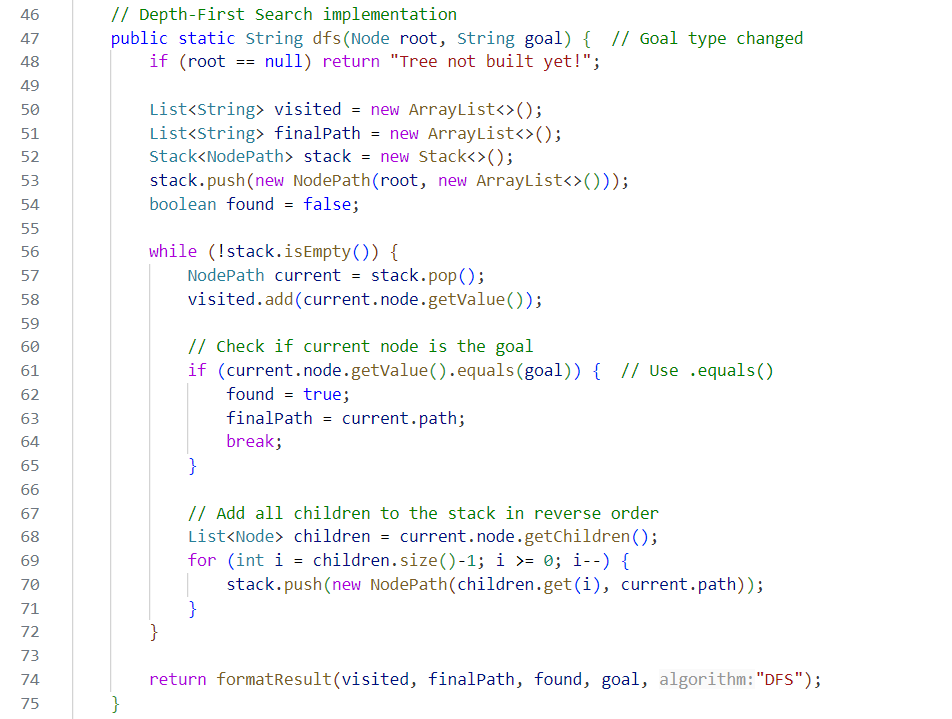 46 // Depth-First Search implementation
47 public static String dfs(Node root, String goal) { // Goal type changed
48 if (root == null) return "Tree not built yet!";
49
50 List<String> visited = new ArrayList<>();
51 List<String> finalPath = new ArrayList<>();
52 Stack<NodePath> stack = new Stack<>();
53 stack.push(new NodePath(root, new ArrayList<>()));
54 boolean found = false;
55
56 while (!stack.isEmpty()) {
57 NodePath current = stack.pop();
58 visited.add(current.node.getValue());
59
60 // Check if current node is the goal
61 if (current.node.getValue().equals(goal)) { // Use .equals()
62 found = true;
63 finalPath = current.path;
64 break;
65 }
66
67 // Add all children to the stack in reverse order
68 List<Node> children = current.node.getChildren();
69 for (int i = children.size()-1; i >= 0; i--) {
70 stack.push(new NodePath(children.get(i), current.path));
71 }
72 }
73
74 return formatResult(visited, finalPath, found, goal, algorithm:"DFS");
75 }